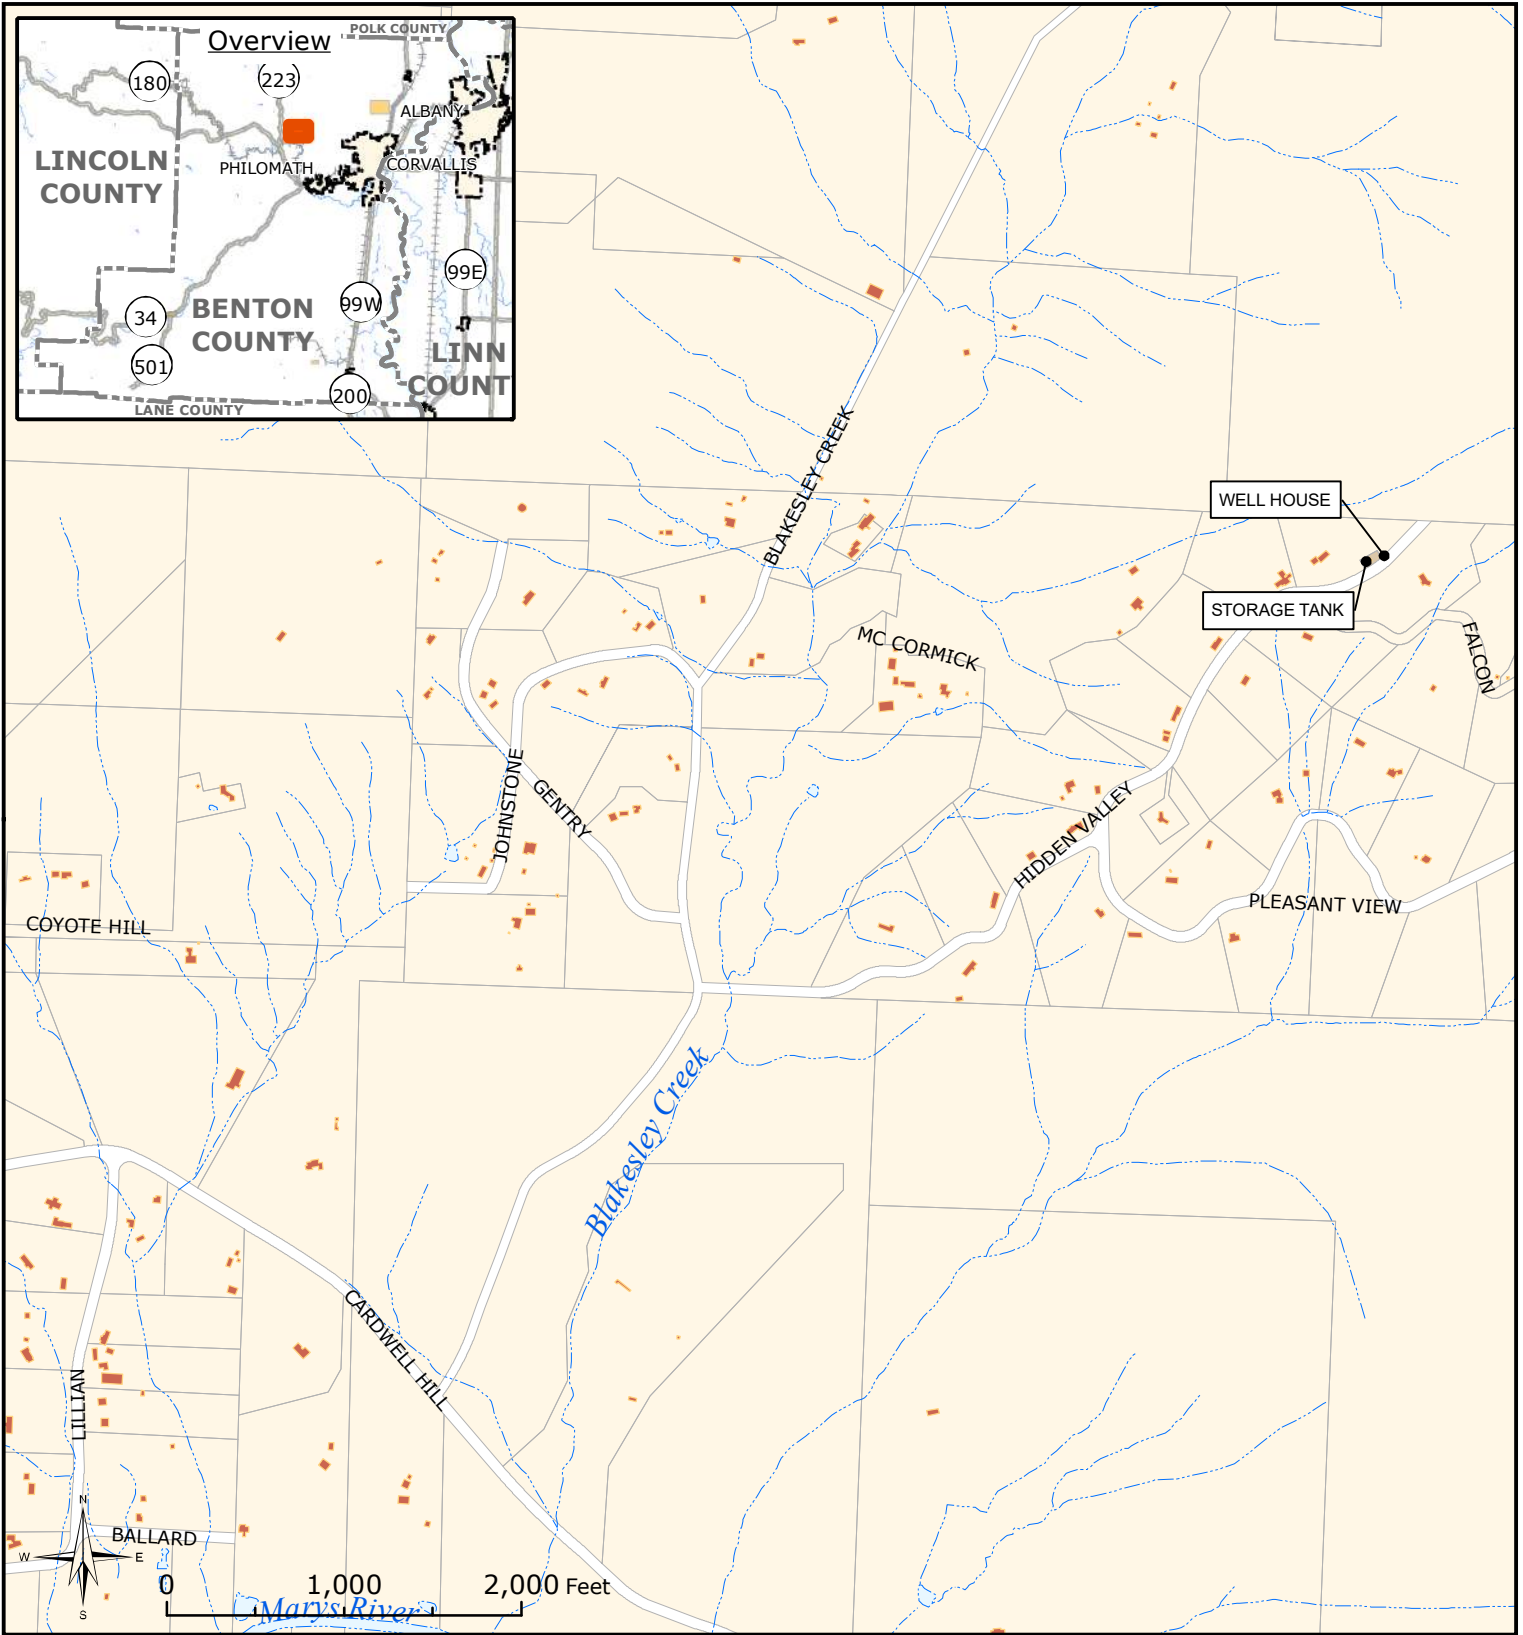 Overview
POLK COUNTY
180
223
ALBANY
LINCOLN
COUNTY
PHILOMATH
CORVALLIS
99E
BENTON
COUNTY
99W
34
501
LINN
COUNT
200
LANE COUNTY
BLAKESLEY CREEK
WELL HOUSE
STORAGE TANK
MC CORMICK
FALCON
JOHNSTONE
GENTRY
HIDDEN VALLEY
PLEASANT VIEW
COYOTE HILL
Blakesley Creek
CARDWELL HILL
LILLIAN
BALLARD
N
W
E
S
0
1,000
2,000 Feet
Marys River